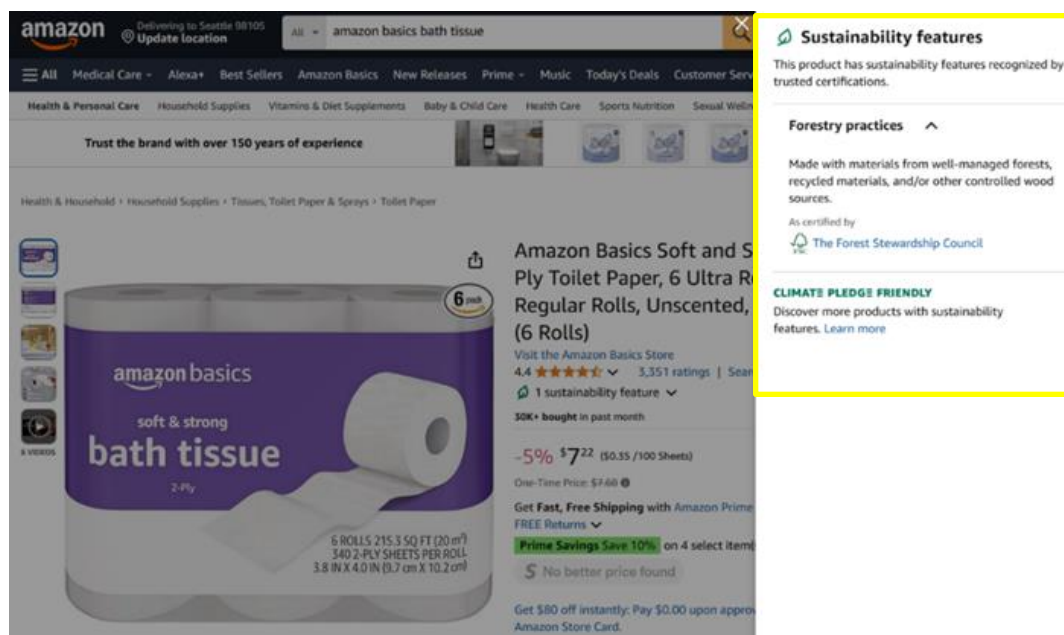 amazon
Delivering to Seattle 98105
Update location
All
amazon basics bath tissue
All Medical Care Alexa+ Best Sellers Amazon Basics New Releases Prime Music Today's Deals Customer Serv
Health & Personal Care Household Supplies Vitamins & Diet Supplements Baby & Child Care Health Care Sports Nutrition Sexual Welln
Trust the brand with over 150 years of experience
Health & Household › Household Supplies › Tissues, Toilet Paper & Sprays › Toilet Paper
6 pack
amazon basics
soft & strong
bath tissue
2-Ply
6 ROLLS 215.3 SQ FT (20 m²)
340 2-PLY SHEETS PER ROLL
3.8 IN X 4.0 IN (9.7 cm X 10.2 cm)
6 VIDEOS
Amazon Basics Soft and S
Ply Toilet Paper, 6 Ultra R
Regular Rolls, Unscented,
(6 Rolls)
Visit the Amazon Basics Store
4.4 3,351 ratings | Sear
1 sustainability feature
30K+ bought in past month
-5% $7 22 ($0.35 /100 Sheets)
One-Time Price: $7.60
Get Fast, Free Shipping with Amazon Prime
FREE Returns
Prime Savings Save 10% on 4 select item(
S No better price found
Get $80 off instantly: Pay $0.00 upon approv
Amazon Store Card.
Sustainability features
This product has sustainability features recognized by
trusted certifications.
Forestry practices
Made with materials from well-managed forests,
recycled materials, and/or other controlled wood
sources.
As certified by
The Forest Stewardship Council
CLIMATE PLEDGE FRIENDLY
Discover more products with sustainability
features. Learn more